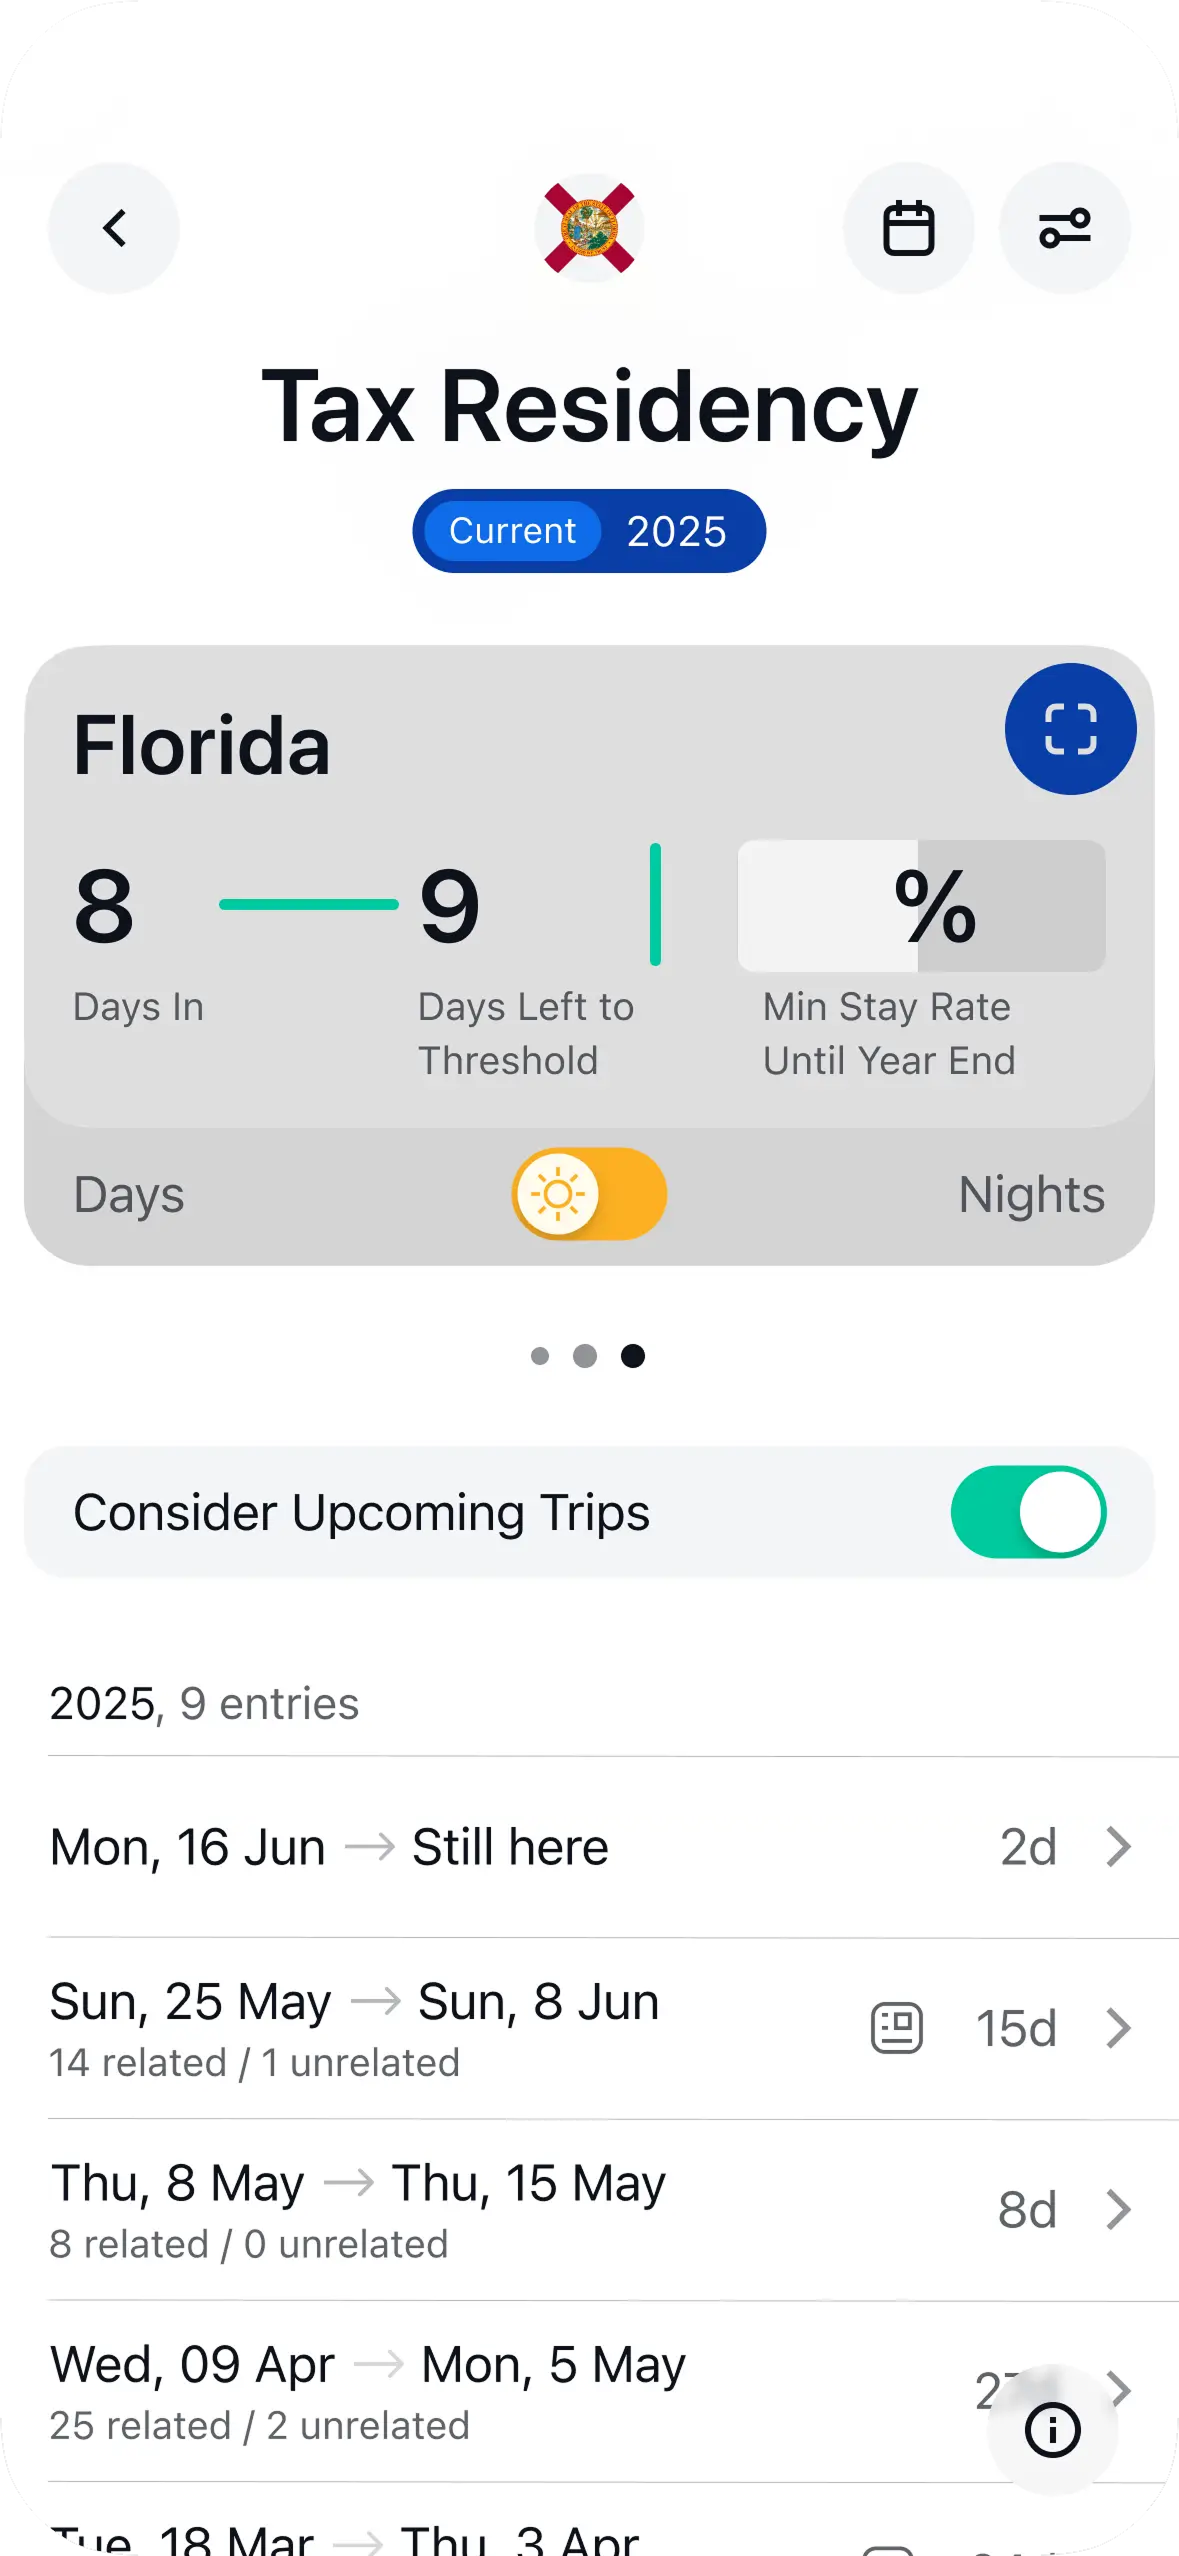 Tax Residency
Current 2025
Florida
8
9
%
Days In
Days Left to
Threshold
Min Stay Rate
Until Year End
Days
Nights
Consider Upcoming Trips
2025, 9 entries
Mon, 16 Jun → Still here 2d
Sun, 25 May → Sun, 8 Jun 15d
14 related / 1 unrelated
Thu, 8 May → Thu, 15 May 8d
8 related / 0 unrelated
Wed, 09 Apr → Mon, 5 May
25 related / 2 unrelated
Tue, 18 Mar → Thu, 3 Apr